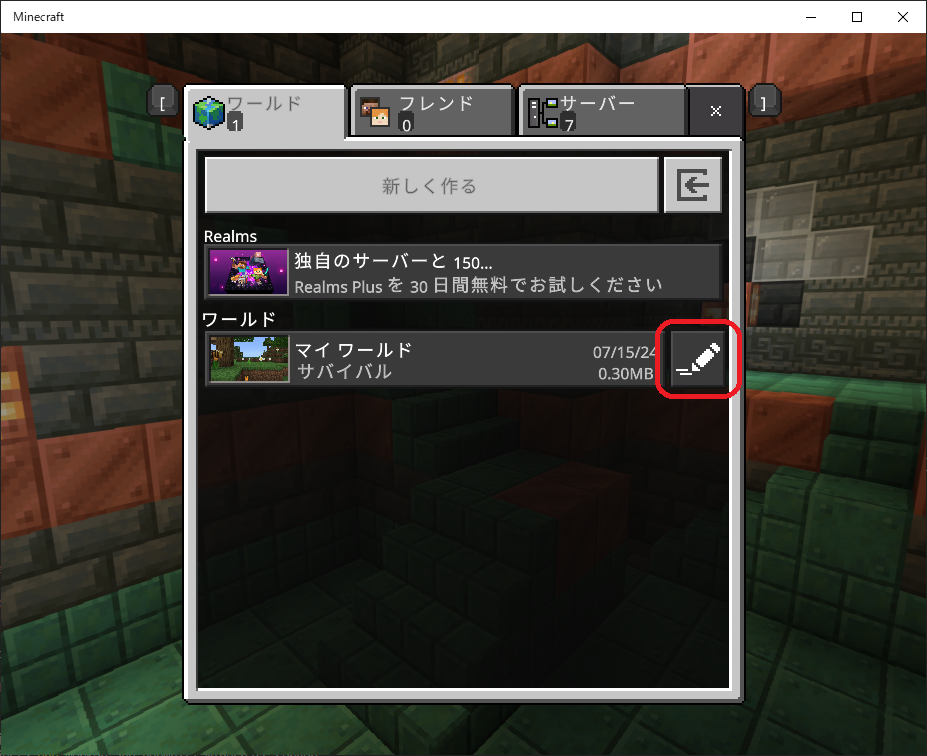 Minecraft
[
ワールド
1
フレンド
0
サーバー
7
]
新しく作る
Realms
独自のサーバーと 150...
Realms Plus を 30 日間無料でお試しください
ワールド
マイ ワールド
07/15/24
サバイバル
0.30MB